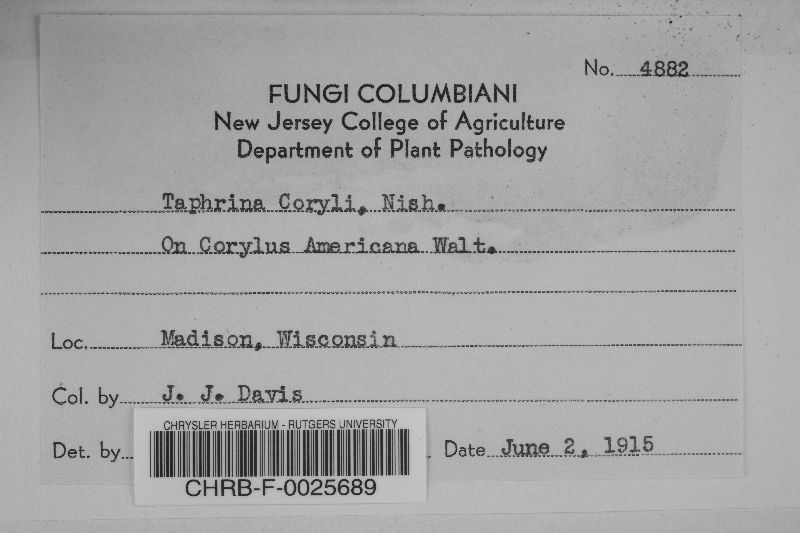 No. 4882
FUNGI COLUMBIANI
New Jersey College of Agriculture
Department of Plant Pathology
Taphrina Coryli, Nish.
On Corylus Americana Walt.
Loc. Madison, Wisconsin
Col. by J. J. Davis
Det. by Date June 2, 1915
CHRYSLER HERBARIUM - RUTGERS UNIVERSITY
CHRB-F-0025689